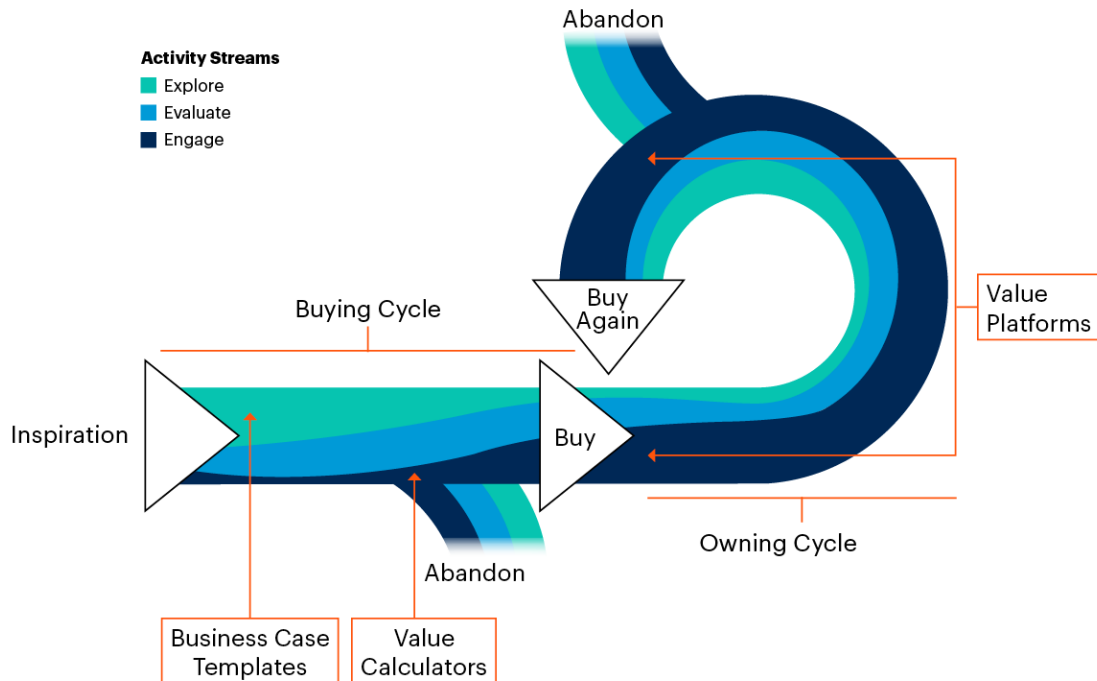 Abandon
Activity Streams
Explore
Evaluate
Engage
Buying Cycle
Buy
Again
Value
Platforms
Inspiration
Buy
Owning Cycle
Abandon
Business Case
Templates
Value
Calculators